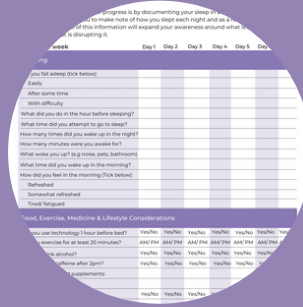 progress is by documenting your sleep in a
to make note of how you slept each night and as a
of this information will expand your awareness around what is
is disrupting it.
week Day 1 Day 2 Day 3 Day 4 Day 5
you fall asleep (tick below):
Easily
After some time
With difficulty
What did you do in the hour before sleeping?
What time did you attempt to go to sleep?
How many times did you wake up in the night?
How many minutes were you awake for?
What woke you up? (e.g noise, pets, bathroom)
What time did you wake up in the morning?
How did you feel in the morning (Tick below):
Refreshed
Somewhat refreshed
Tired/ fatigued
Food, Exercise, Medicine & Lifestyle Considerations
you use technology 1 hour before bed? Yes/No Yes/No Yes/No Yes/No Yes/No Yes/No
exercise for at least 20 minutes? AM/ PM AM/ PM AM/ PM AM/ PM AM/ PM AM/ PM
alcohol? Yes/No Yes/No Yes/No Yes/No Yes/No
caffeine after 2pm? Yes/No Yes/No Yes/No Yes/No Yes/No
supplements:
Yes/No Yes/No Yes/No Yes/No